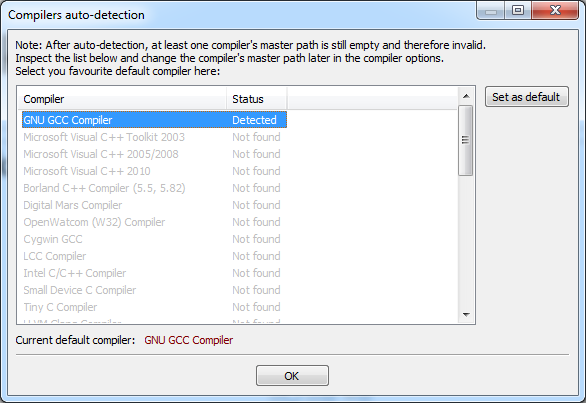 Compilers auto-detection
Note: After auto-detection, at least one compiler's master path is still empty and therefore invalid.
Inspect the list below and change the compiler's master path later in the compiler options.
Select you favourite default compiler here:
Compiler Status
Set as default
GNU GCC Compiler Detected
Microsoft Visual C++ Toolkit 2003 Not found
Microsoft Visual C++ 2005/2008 Not found
Microsoft Visual C++ 2010 Not found
Borland C++ Compiler (5.5, 5.82) Not found
Digital Mars Compiler Not found
OpenWatcom (W32) Compiler Not found
Cygwin GCC Not found
LCC Compiler Not found
Intel C/C++ Compiler Not found
Small Device C Compiler Not found
Tiny C Compiler Not found
LLVM Clang Compiler Not found
Current default compiler: GNU GCC Compiler
OK